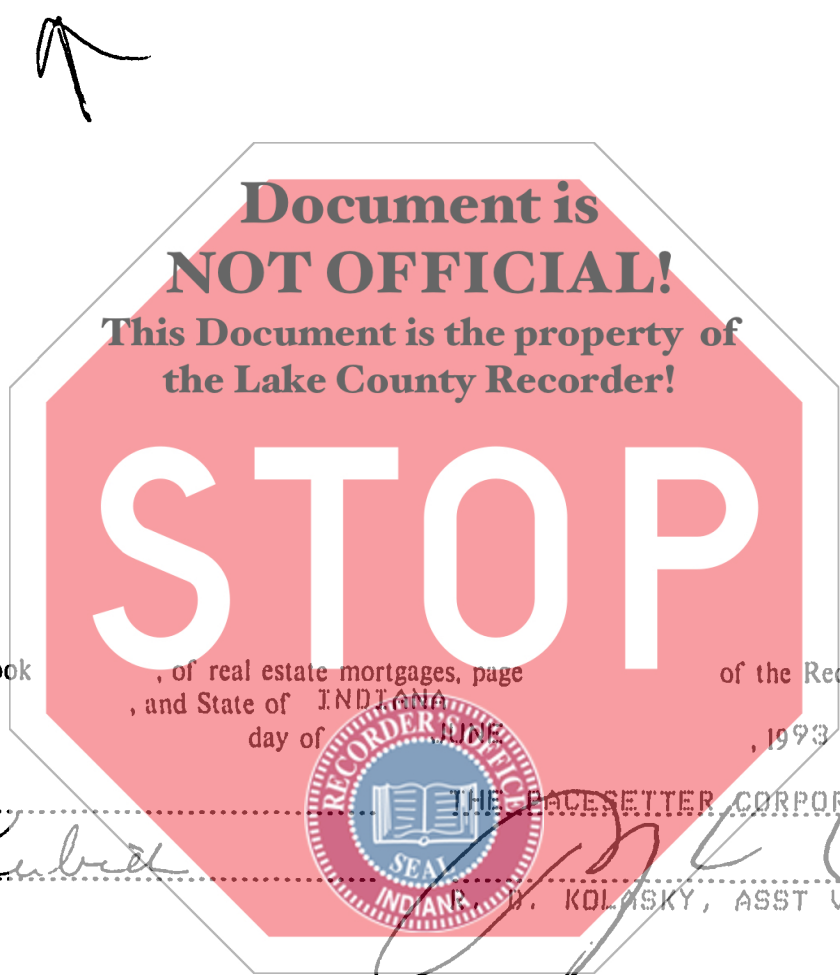 Document is
NOT OFFICIAL!
This Document is the property of
the Lake County Recorder!
STOP
ook , of real estate mortgages, page of the Rec
, and State of INDIANA
day of JUNE , 1993
RECORDER'S OFFICE
THE PACESETTER CORPOR
SEAL
INDIANA
R. D. KOLASKY, ASST V